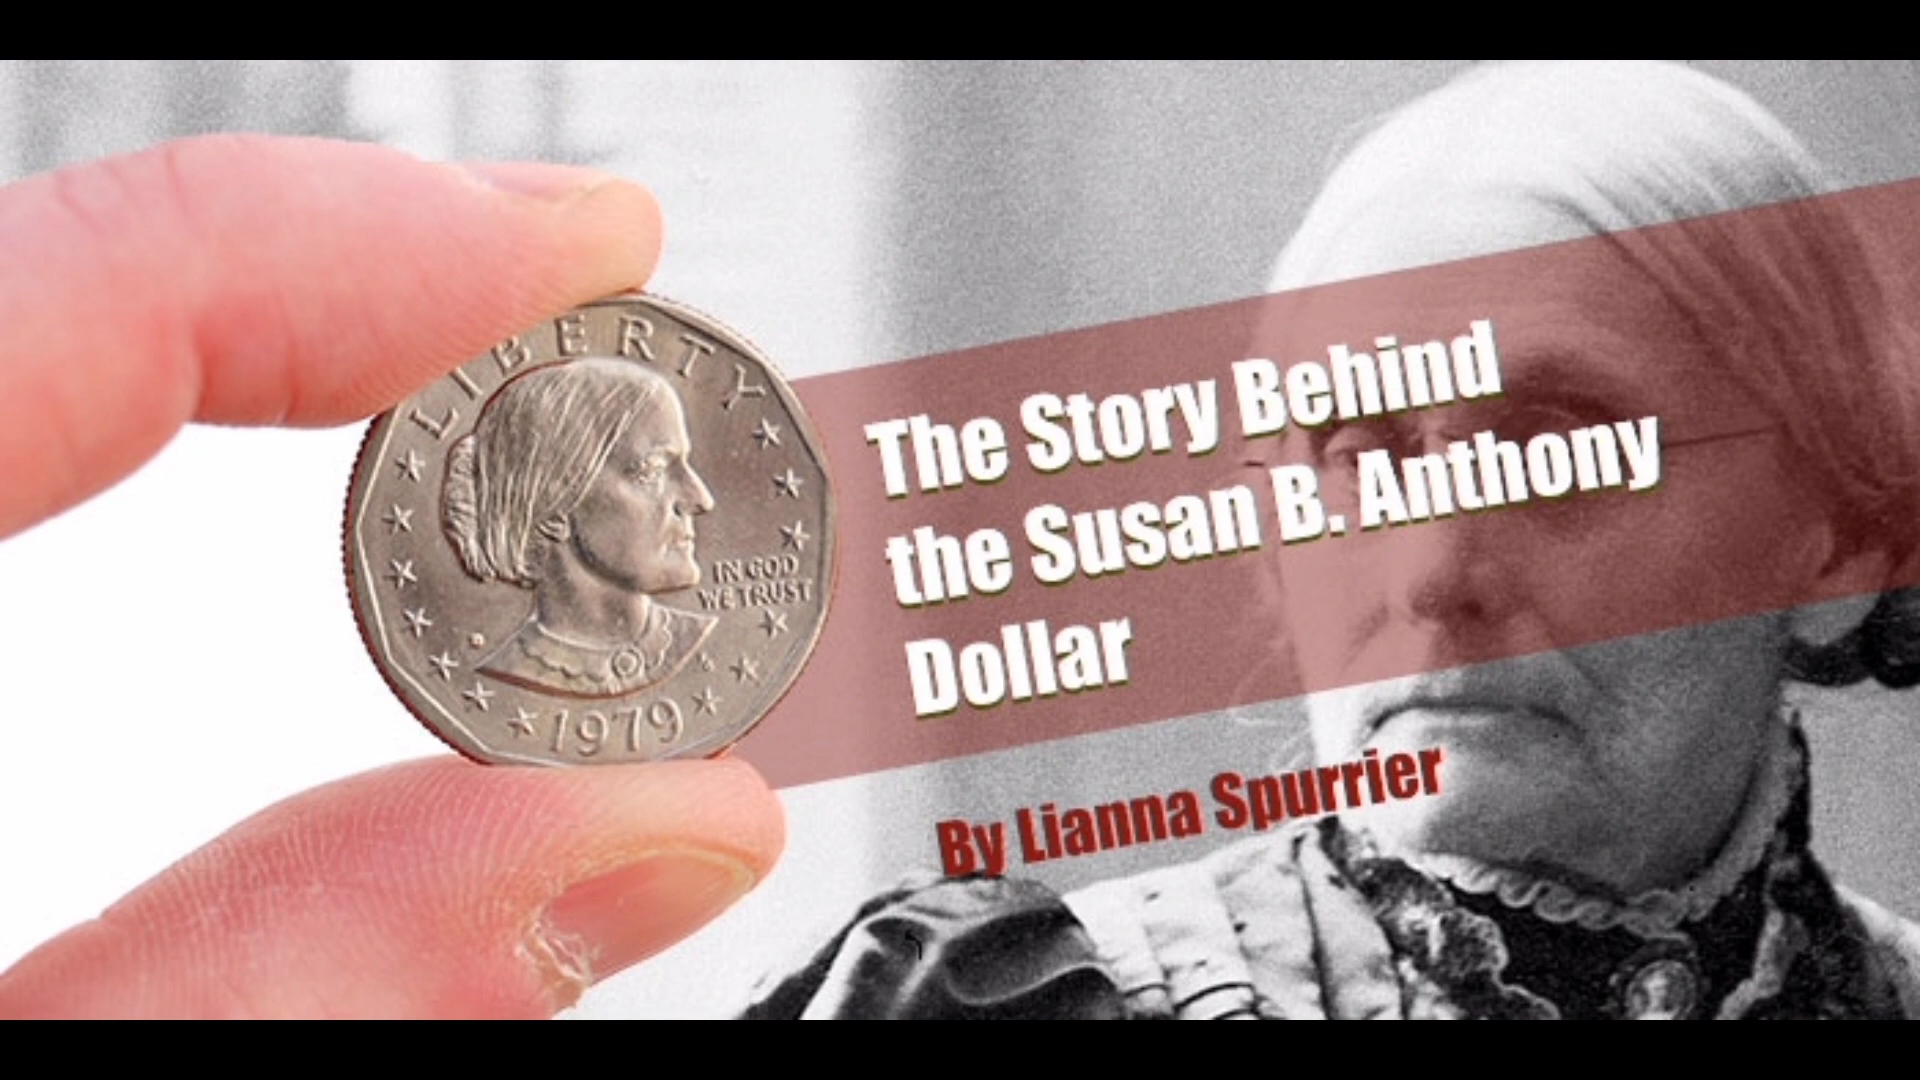 LIBERTY
IN GOD
WE TRUST
1979
The Story Behind
the Susan B. Anthony
Dollar
By Lianna Spurrier